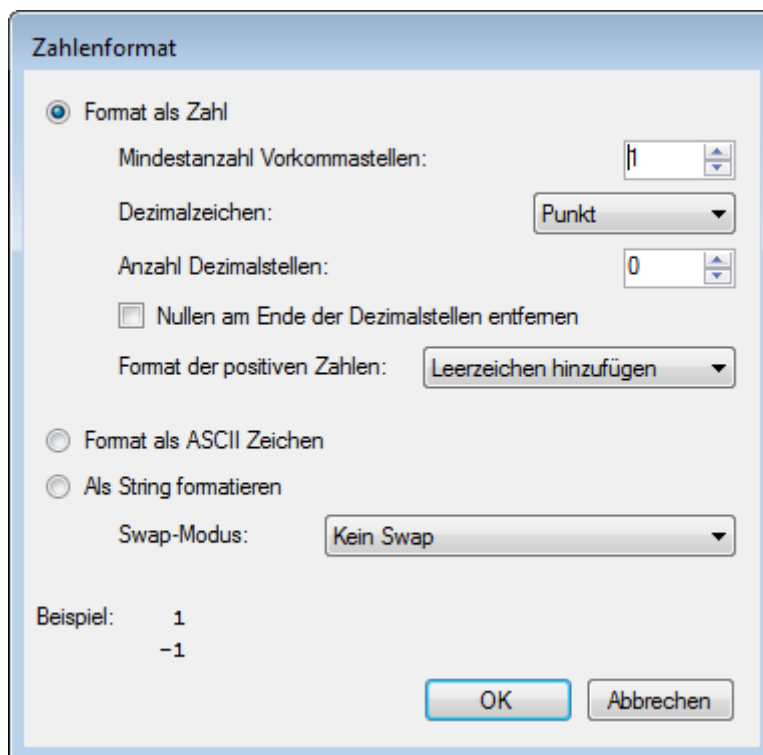 Zahlenformat
Format als Zahl
Mindestanzahl Vorkommastellen: 1
Dezimalzeichen: Punkt
Anzahl Dezimalstellen: 0
Nullen am Ende der Dezimalstellen entfernen
Format der positiven Zahlen: Leerzeichen hinzufügen
Format als ASCII Zeichen
Als String formatieren
Swap-Modus: Kein Swap
Beispiel: 1
-1
OK Abbrechen